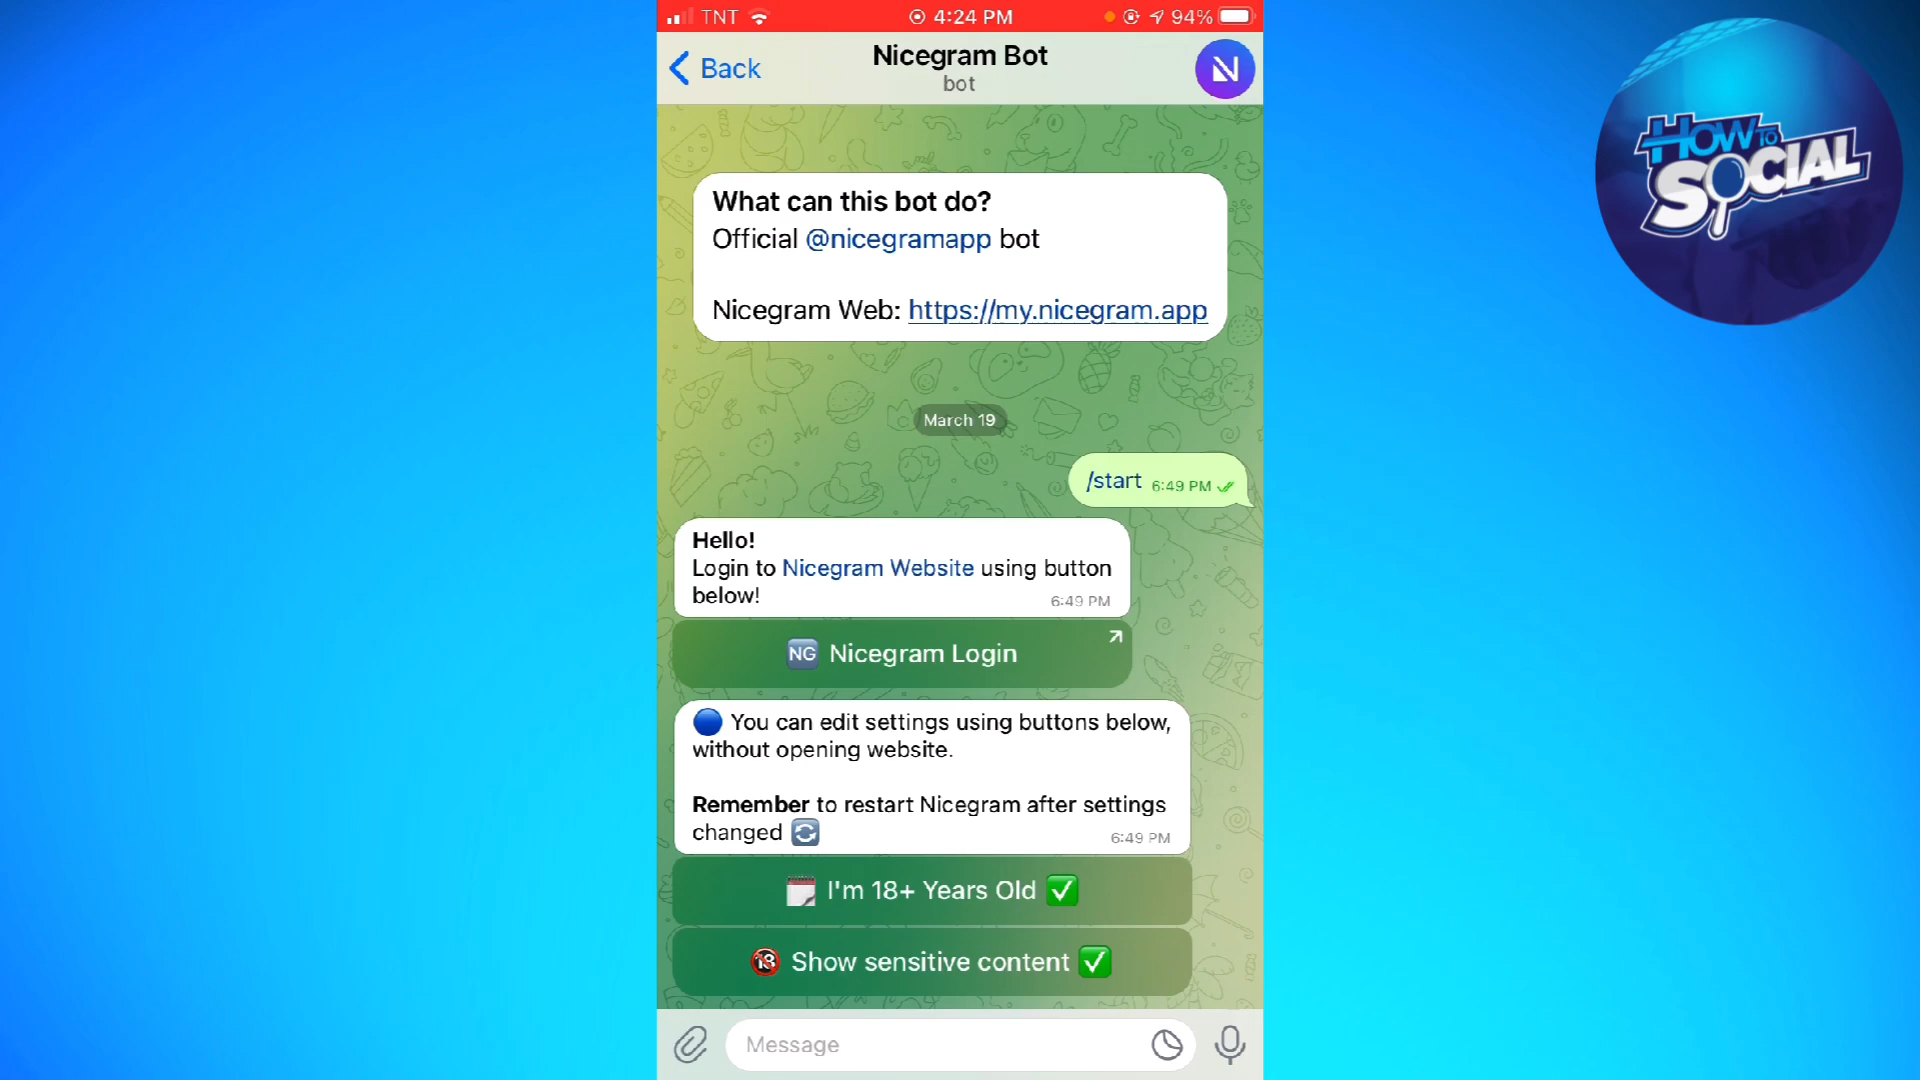 TNT 4:24 PM 94%
Back
Nicegram Bot
bot
HOW TO
SOCIAL
What can this bot do?
Official @nicegramapp bot
Nicegram Web: https://my.nicegram.app
March 19
/start 6:49 PM
Hello!
Login to Nicegram Website using button
below! 6:49 PM
NG Nicegram Login
You can edit settings using buttons below,
without opening website.
Remember to restart Nicegram after settings
changed 6:49 PM
I'm 18+ Years Old
18 Show sensitive content
Message